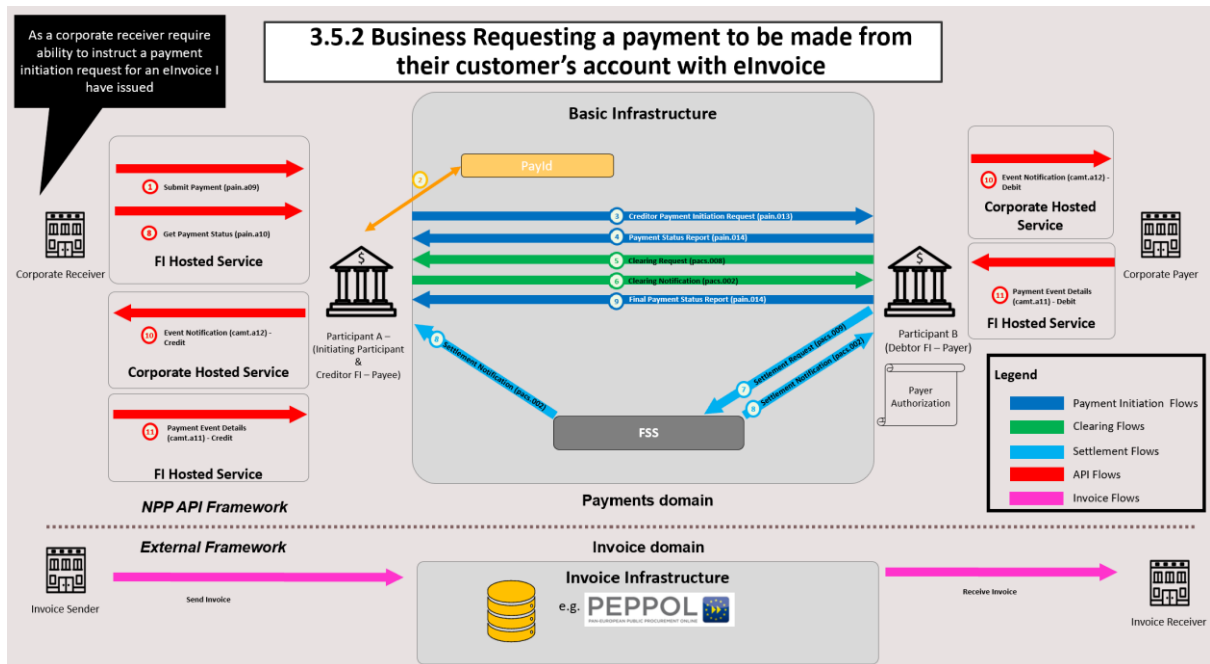 As a corporate receiver require
ability to instruct a payment
initiation request for an eInvoice I
have issued
3.5.2 Business Requesting a payment to be made from
their customer's account with eInvoice
Basic Infrastructure
PayId
2
1 Submit Payment (pain.a09)
8 Get Payment Status (pain.a10)
FI Hosted Service
Corporate Receiver
10 Event Notification (camt.a12) -
Credit
Corporate Hosted Service
11 Payment Event Details
(camt.a11) - Credit
FI Hosted Service
NPP API Framework
$
Participant A –
(Initiating Participant
&
Creditor FI – Payee)
3 Creditor Payment Initiation Request (pain.013)
4 Payment Status Report (pain.014)
5 Clearing Request (pacs.008)
6 Clearing Notification (pacs.002)
9 Final Payment Status Report (pain.014)
8 Settlement Notification (pacs.002)
7 Settlement Request (pacs.009)
8 Settlement Notification (pacs.002)
FSS
Payments domain
$
Participant B
(Debtor FI – Payer)
Payer
Authorization
10 Event Notification (camt.a12) -
Debit
Corporate Hosted
Service
11 Payment Event Details
(camt.a11) - Debit
FI Hosted Service
Corporate Payer
Legend
Payment Initiation Flows
Clearing Flows
Settlement Flows
API Flows
Invoice Flows
External Framework
Invoice domain
Invoice Sender
Send Invoice
Invoice Infrastructure
e.g. PEPPOL
PAN-EUROPEAN PUBLIC PROCUREMENT ONLINE
Receive Invoice
Invoice Receiver